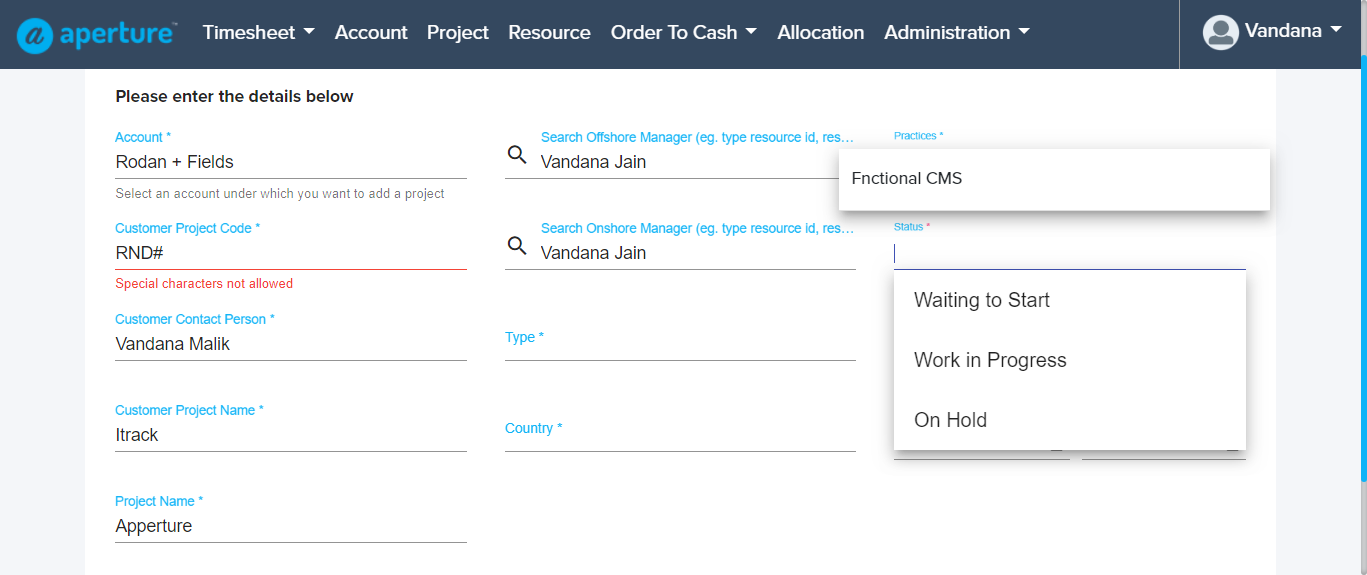 aperture™ Timesheet Account Project Resource Order To Cash Allocation Administration Vandana
Please enter the details below
Account * Search Offshore Manager (eg. type resource id, res... Practices *
Rodan + Fields Vandana Jain Fnctional CMS
Select an account under which you want to add a project
Customer Project Code * Search Onshore Manager (eg. type resource id, res... Status *
RND# Vandana Jain
Special characters not allowed
Waiting to Start
Customer Contact Person * Type *
Vandana Malik
Work in Progress
Customer Project Name * Country *
Itrack
On Hold
Project Name *
Apperture